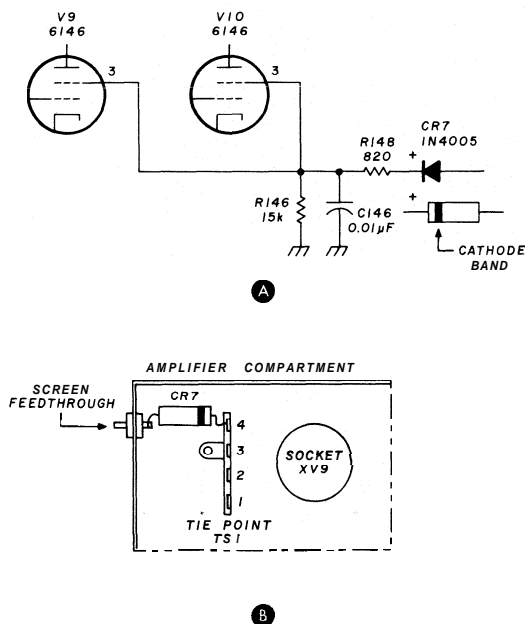 V9
6146
V10
6146
3
3
R148
820
CR7
1N4005
+
+
R146
15k
C146
0.01µF
CATHODE
BAND
A
AMPLIFIER COMPARTMENT
SCREEN
FEEDTHROUGH
CR7
4
3
2
1
SOCKET
XV9
TIE POINT
TS1
B